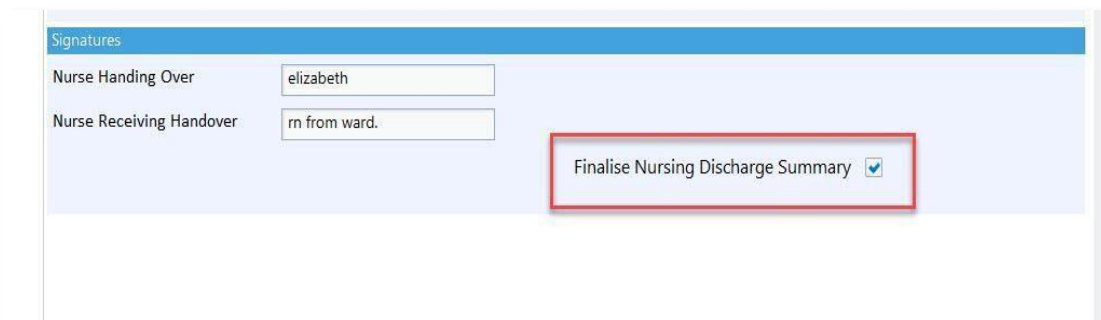 Signatures
Nurse Handing Over elizabeth
Nurse Receiving Handover rn from ward.
Finalise Nursing Discharge Summary